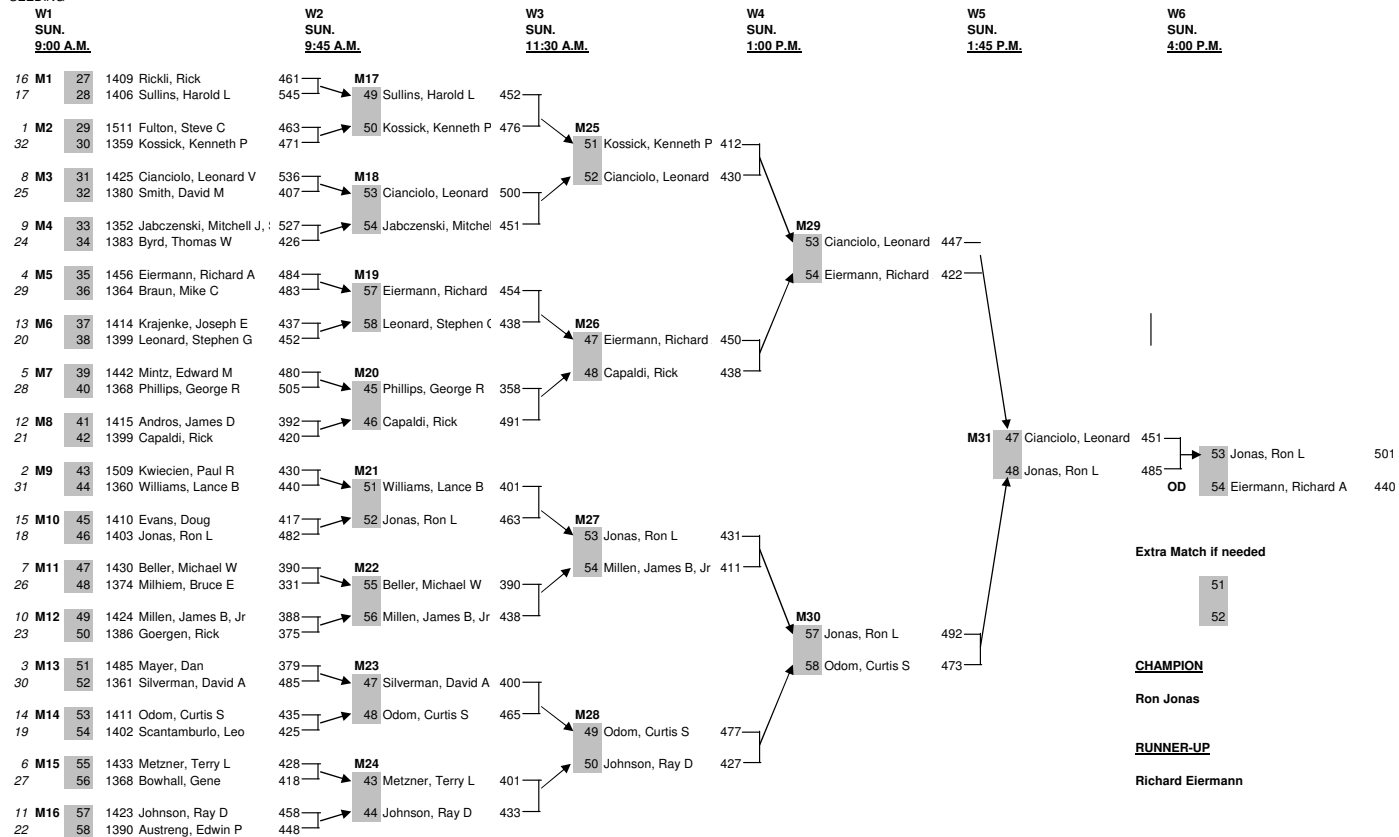 W1 W2 W3 W4 W5 W6
SUN. SUN. SUN. SUN. SUN. SUN.
9:00 A.M. 9:45 A.M. 11:30 A.M. 1:00 P.M. 1:45 P.M. 4:00 P.M.
16 M1 27 1409 Rickli, Rick 461 M17
17 28 1406 Sullins, Harold L 545 49 Sullins, Harold L 452
1 M2 29 1511 Fulton, Steve C 463 50 Kossick, Kenneth P 476 M25
32 30 1359 Kossick, Kenneth P 471 51 Kossick, Kenneth P 412
8 M3 31 1425 Cianciolo, Leonard V 536 M18 52 Cianciolo, Leonard 430
25 32 1380 Smith, David M 407 53 Cianciolo, Leonard 500
9 M4 33 1352 Jabczenski, Mitchell J, 527 54 Jabczenski, Mitchel 451 M29
24 34 1383 Byrd, Thomas W 426 53 Cianciolo, Leonard 447
4 M5 35 1456 Eiermann, Richard A 484 M19 54 Eiermann, Richard 422
29 36 1364 Braun, Mike C 483 57 Eiermann, Richard 454
13 M6 37 1414 Krajenke, Joseph E 437 58 Leonard, Stephen 438 M26
20 38 1399 Leonard, Stephen G 452 47 Eiermann, Richard 450
5 M7 39 1442 Mintz, Edward M 480 M20 48 Capaldi, Rick 438
28 40 1368 Phillips, George R 505 45 Phillips, George R 358
12 M8 41 1415 Andros, James D 392 46 Capaldi, Rick 491
21 42 1399 Capaldi, Rick 420 M31 47 Cianciolo, Leonard 451
53 Jonas, Ron L 501
2 M9 43 1509 Kwiecien, Paul R 430 M21 48 Jonas, Ron L 485
31 44 1360 Williams, Lance B 440 51 Williams, Lance B 401 OD 54 Eiermann, Richard A 440
15 M10 45 1410 Evans, Doug 417 52 Jonas, Ron L 463 M27
18 46 1403 Jonas, Ron L 482 53 Jonas, Ron L 431
Extra Match if needed
7 M11 47 1430 Beller, Michael W 390 M22 54 Millen, James B, Jr 411
26 48 1374 Milhiem, Bruce E 331 55 Beller, Michael W 390 51
10 M12 49 1424 Millen, James B, Jr 388 56 Millen, James B, Jr 438 M30 52
23 50 1386 Goergen, Rick 375 57 Jonas, Ron L 492
3 M13 51 1485 Mayer, Dan 379 M23 58 Odom, Curtis S 473 CHAMPION
30 52 1361 Silverman, David A 485 47 Silverman, David A 400
Ron Jonas
14 M14 53 1411 Odom, Curtis S 435 48 Odom, Curtis S 465 M28
19 54 1402 Scantamburlo, Leo 425 49 Odom, Curtis S 477
RUNNER-UP
6 M15 55 1433 Metzner, Terry L 428 M24 50 Johnson, Ray D 427
27 56 1368 Bowhall, Gene 418 43 Metzner, Terry L 401 Richard Eiermann
11 M16 57 1423 Johnson, Ray D 458 44 Johnson, Ray D 433
22 58 1390 Austreng, Edwin P 448